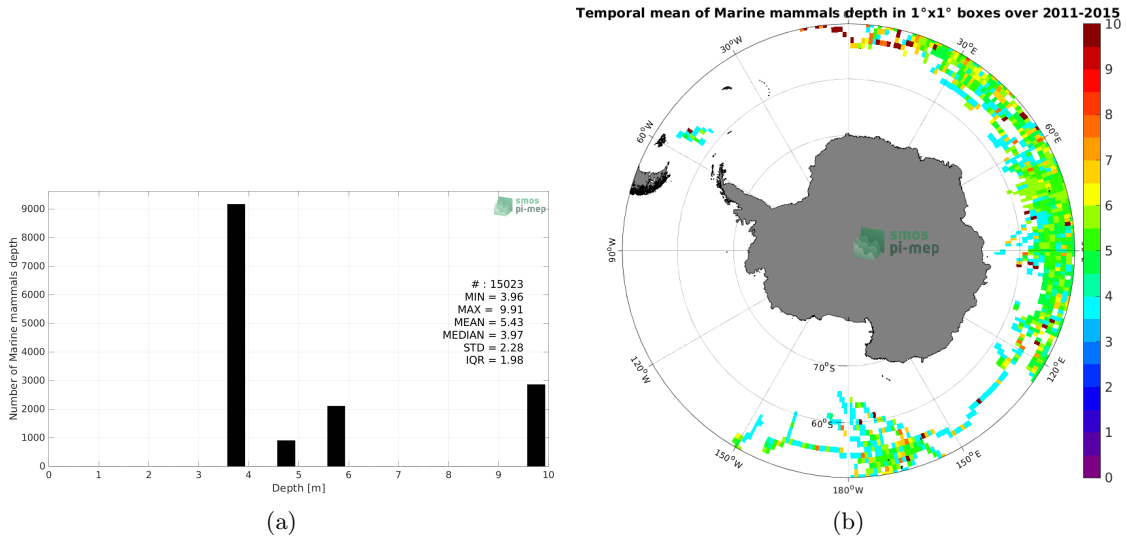 Temporal mean of Marine mammals depth in 1°x1° boxes over 2011-2015
smos
pi-mep
# : 15023
MIN = 3.96
MAX = 9.91
MEAN = 5.43
MEDIAN = 3.97
STD = 2.28
IQR = 1.98
Number of Marine mammals depth
9000
8000
7000
6000
5000
4000
3000
2000
1000
0
0 1 2 3 4 5 6 7 8 9 10
Depth [m]
(a)
30°W
30°E
60°W
60°E
90°W
120°W
120°E
150°W
150°E
180°W
70°S
60°S
smos
pi-mep
10
9
8
7
6
5
4
3
2
1
0
(b)